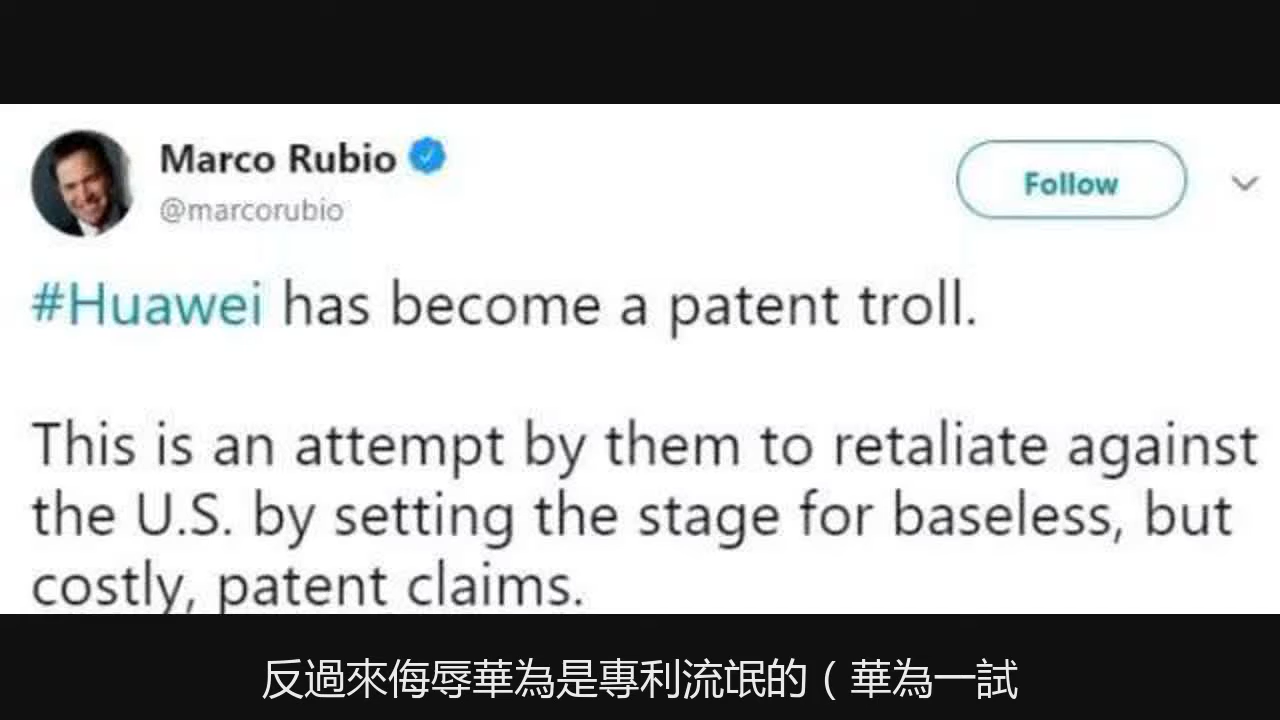 Marco Rubio
@marcorubio
Follow
#Huawei has become a patent troll.
This is an attempt by them to retaliate against
the U.S. by setting the stage for baseless, but
costly, patent claims.
反過來侮辱華為是專利流氓的（華為一試